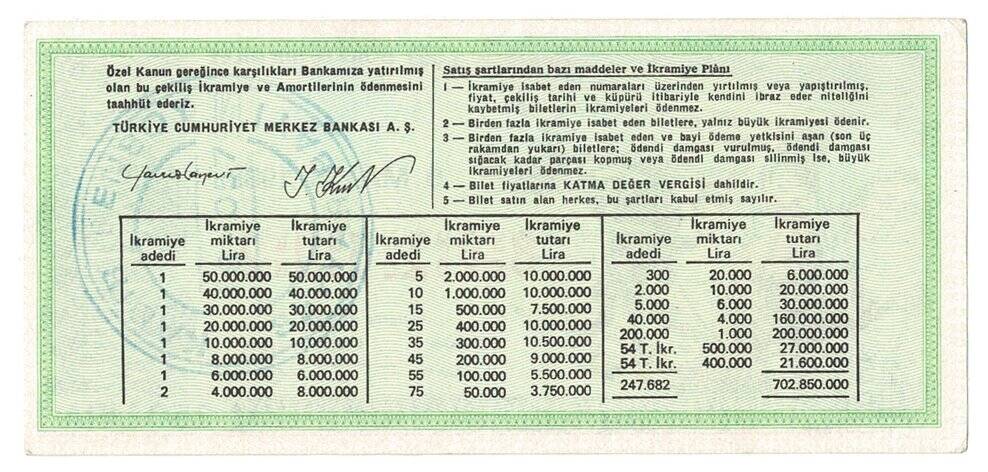 Özel Kanun gereğince karşılıkları Bankamıza yatırılmış
olan bu çekiliş ikramiye ve Amortilerinin ödenmesini
taahhüt ederiz.
TÜRKİYE CUMHURİYET MERKEZ BANKASI A. Ş.
Satış şartlarından bazı maddeler ve İkramiye Plânı
1 — İkramiye isabet eden numaraları üzerinden yırtılmış veya yapıştırılmış,
fiyat, çekiliş tarihi ve küpürü itibariyle kendini ibraz eder niteliğini
kaybetmiş biletlerin ikramiyeleri ödenmez.
2 — Birden fazla ikramiye isabet eden biletlere, yalnız büyük ikramiyesi ödenir.
3 — Birden fazla ikramiye isabet eden ve bayi ödeme yetkisini aşan (son üç
rakamdan yukarı) biletlere; ödendi damgası vurulmuş, ödendi damgası
sığacak kadar parçası kopmuş veya ödendi damgası silinmiş ise, büyük
ikramiyeleri ödenmez.
4 — Bilet fiyatlarına KATMA DEĞER VERGİSİ dahildir.
5 — Bilet satın alan herkes, bu şartları kabul etmiş sayılır.
İkramiye adedi İkramiye miktarı Lira İkramiye tutarı Lira
1 50.000.000 50.000.000
1 40.000.000 40.000.000
1 30.000.000 30.000.000
1 20.000.000 20.000.000
1 10.000.000 10.000.000
1 8.000.000 8.000.000
1 6.000.000 6.000.000
2 4.000.000 8.000.000
İkramiye adedi İkramiye miktarı Lira İkramiye tutarı Lira
5 2.000.000 10.000.000
10 1.000.000 10.000.000
15 500.000 7.500.000
25 400.000 10.000.000
35 300.000 10.500.000
45 200.000 9.000.000
55 100.000 5.500.000
75 50.000 3.750.000
İkramiye adedi İkramiye miktarı Lira İkramiye tutarı Lira
300 20.000 6.000.000
2.000 10.000 20.000.000
5.000 6.000 30.000.000
40.000 4.000 160.000.000
200.000 1.000 200.000.000
54 T. İkr. 500.000 27.000.000
54 T. İkr. 400.000 21.600.000
247.682 702.850.000